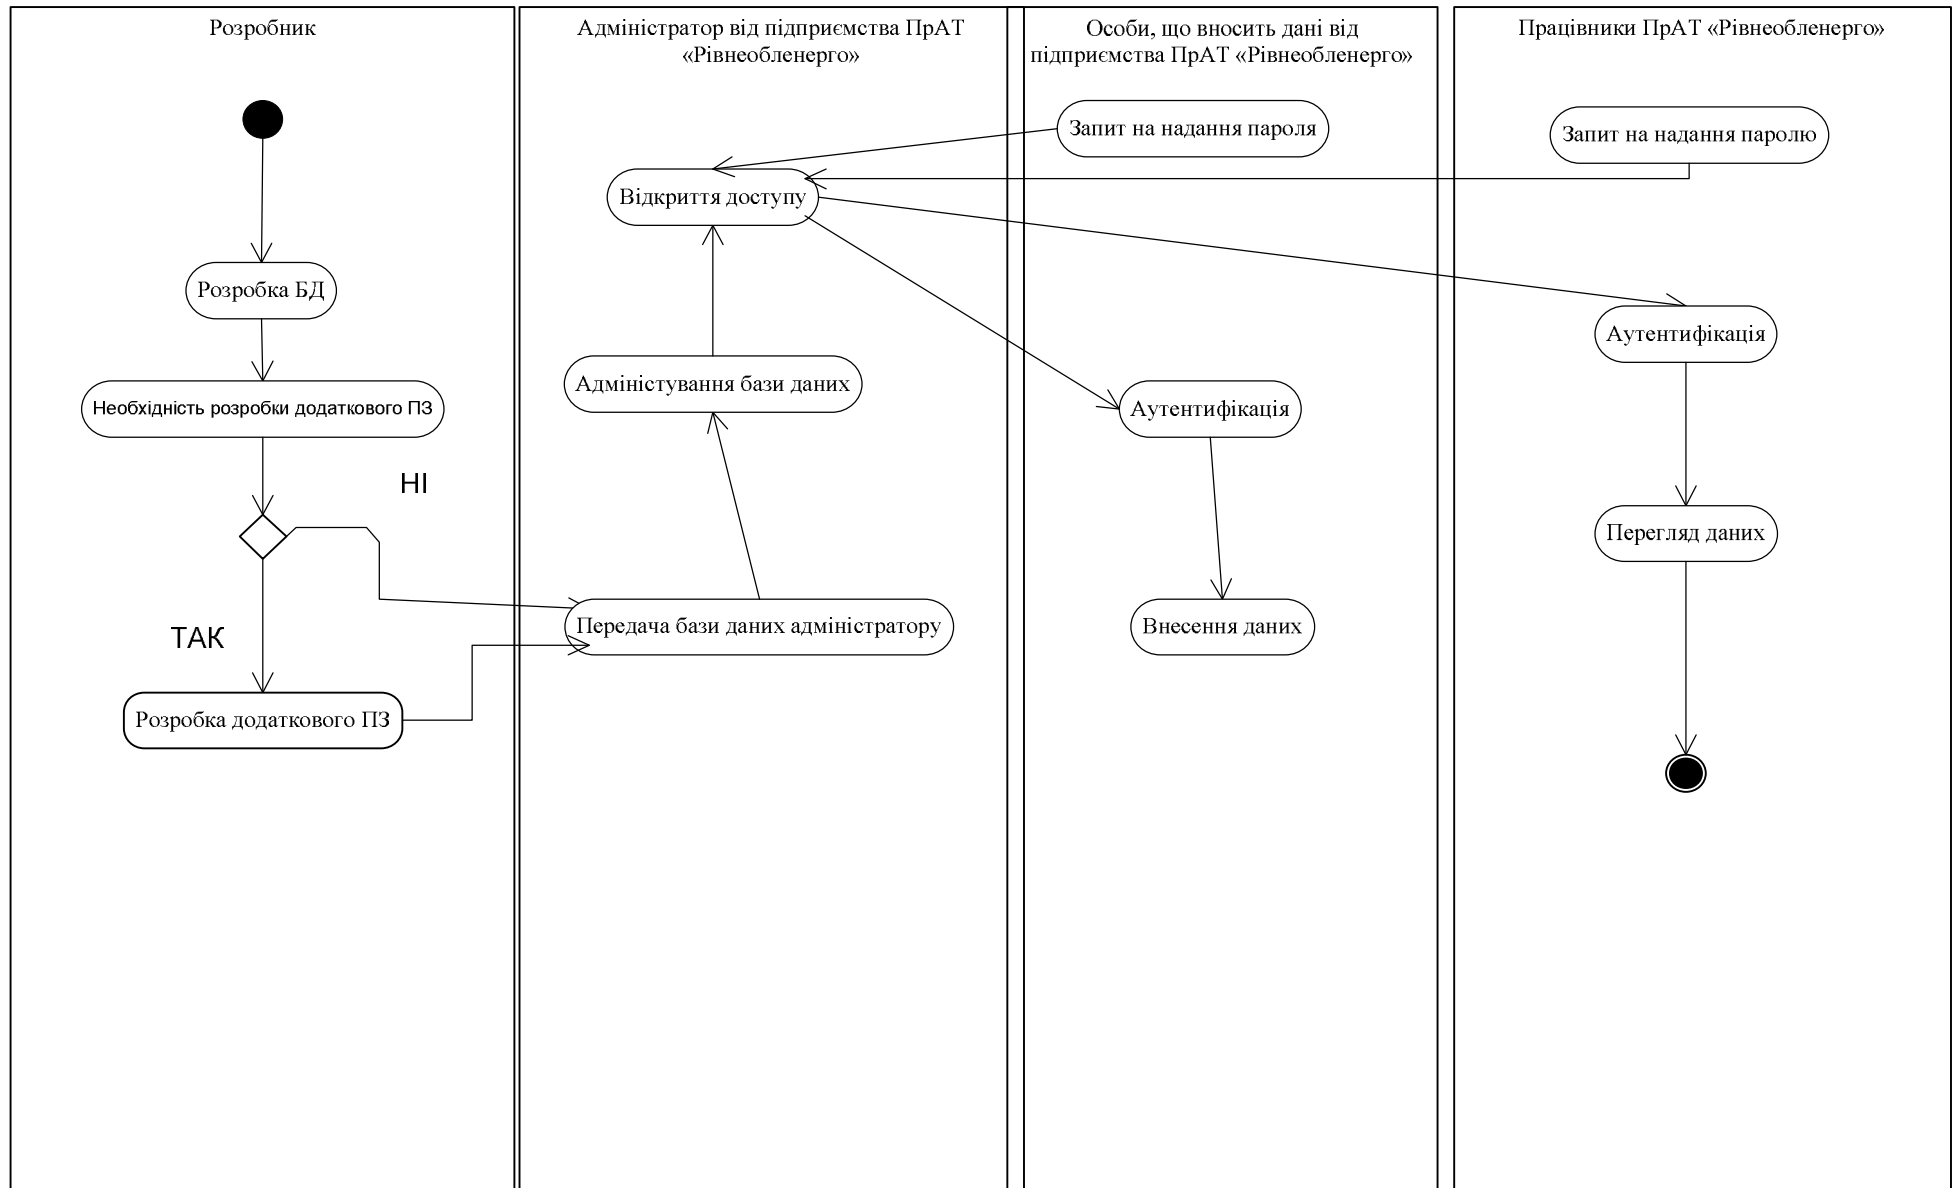 Розробник
Адміністратор від підприємства ПрАТ
«Рівнеобленерго»
Особи, що вносить дані від
підприємства ПрАТ «Рівнеобленерго»
Працівники ПрАТ «Рівнеобленерго»
Запит на надання пароля
Запит на надання паролю
Відкриття доступу
Розробка БД
Аутентифікація
Адміністування бази даних
Необхідність розробки додаткового ПЗ
Аутентифікація
НІ
Перегляд даних
ТАК
Передача бази даних адміністратору
Внесення даних
Розробка додаткового ПЗ